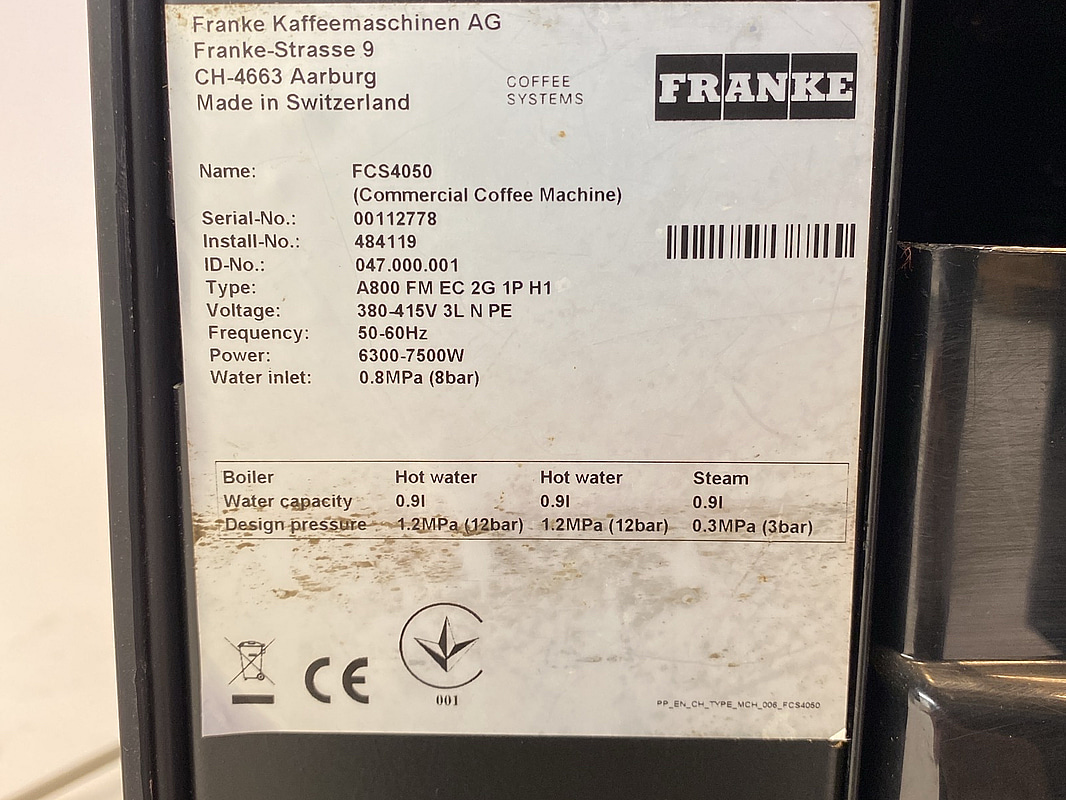 Franke Kaffeemaschinen AG
Franke-Strasse 9
CH-4663 Aarburg
Made in Switzerland
COFFEE
SYSTEMS
FRANKE
Name: FCS4050
(Commercial Coffee Machine)
Serial-No.: 00112778
Install-No.: 484119
ID-No.: 047.000.001
Type: A800 FM EC 2G 1P H1
Voltage: 380-415V 3L N PE
Frequency: 50-60Hz
Power: 6300-7500W
Water inlet: 0.8MPa (8bar)
Boiler Hot water Hot water Steam
Water capacity 0.9l 0.9l 0.9l
Design pressure 1.2MPa (12bar) 1.2MPa (12bar) 0.3MPa (3bar)
CE
001
PP_EN_CH_TYPE_MCH_006_FCS4050